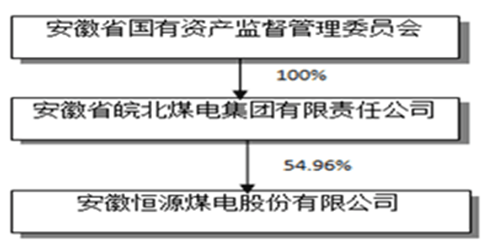 安徽省国有资产监督管理委员会
100%
安徽省皖北煤电集团有限责任公司
54.96%
安徽恒源煤电股份有限公司